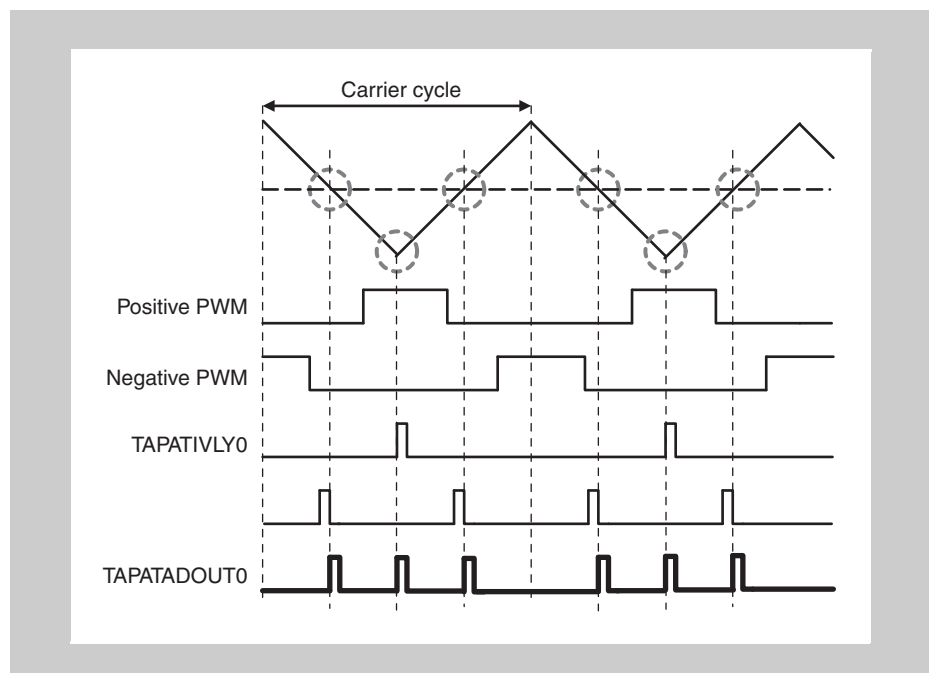 Carrier cycle
Positive PWM
Negative PWM
TAPATIVLY0
TAPATADOUT0